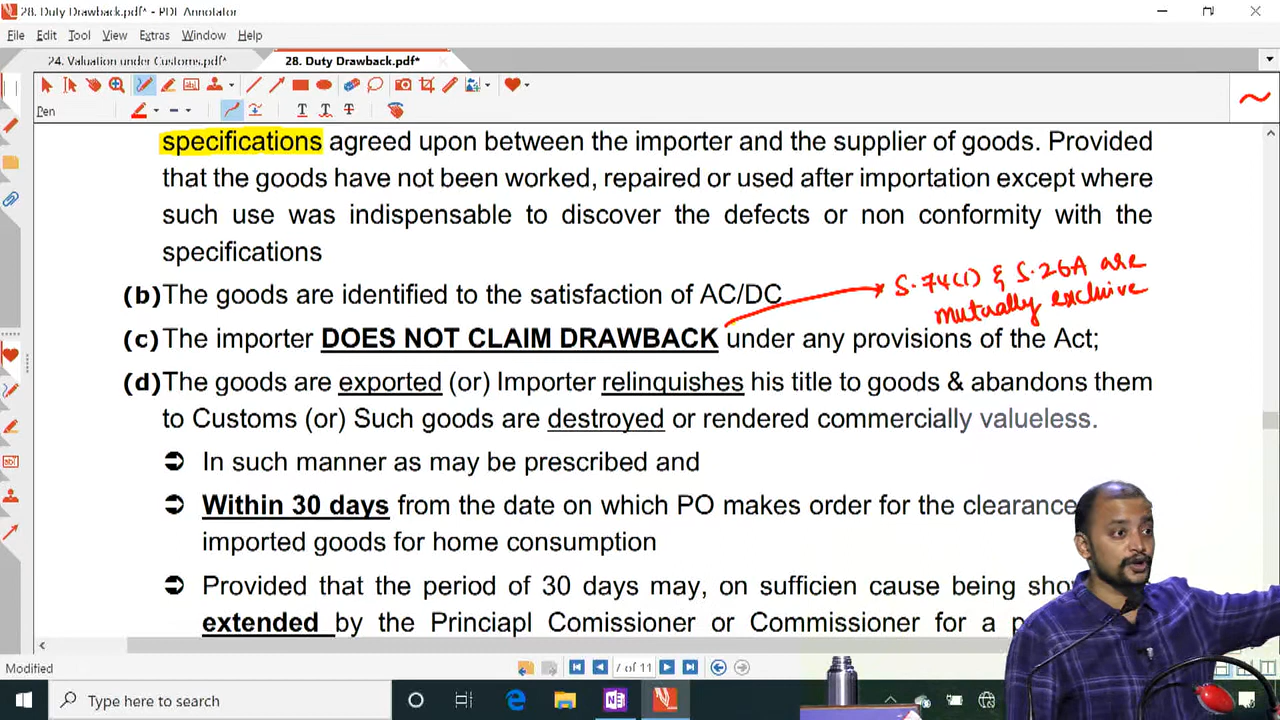 28. Duty Drawback.pdf* - PDF Annotator
File Edit Tool View Extras Window Help
24. Valuation under Customs.pdf* 28. Duty Drawback.pdf*
Pen
specifications agreed upon between the importer and the supplier of goods. Provided
that the goods have not been worked, repaired or used after importation except where
such use was indispensable to discover the defects or non conformity with the
specifications
S.74(1) & S.26A are
mutually exclusive
(b) The goods are identified to the satisfaction of AC/DC
(c) The importer DOES NOT CLAIM DRAWBACK under any provisions of the Act;
(d) The goods are exported (or) Importer relinquishes his title to goods & abandons them
to Customs (or) Such goods are destroyed or rendered commercially valueless.
➲ In such manner as may be prescribed and
➲ Within 30 days from the date on which PO makes order for the clearance
imported goods for home consumption
➲ Provided that the period of 30 days may, on sufficien cause being
extended by the Princiapl Comissioner or Commissioner for a
Modified
7 of 11
Type here to search